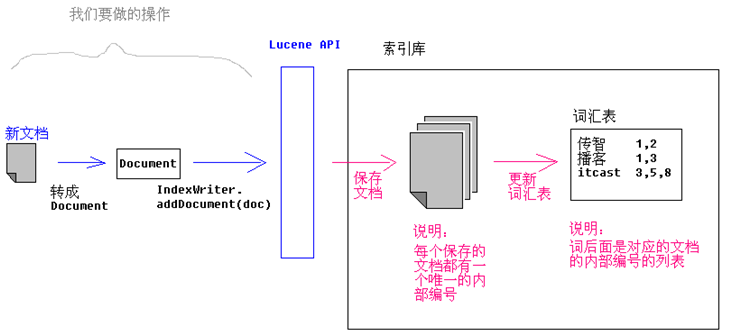 我们要做的操作
Lucene API
索引库
新文档
转成
Document
Document
IndexWriter.
addDocument(doc)
保存
文档
更新
词汇表
词汇表
传智 1,2
播客 1,3
itcast 3,5,8
说明:
每个保存的
文档都有一
个唯一的内
部编号
说明:
词后面是对应的文档
的内部编号的列表